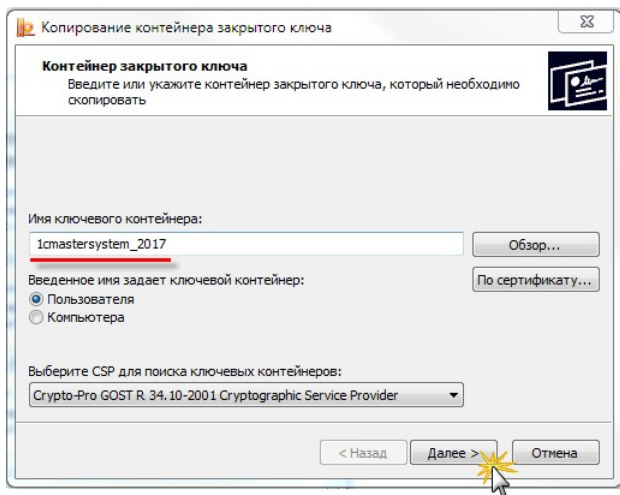 Копирование контейнера закрытого ключа
Контейнер закрытого ключа
Введите или укажите контейнер закрытого ключа, который необходимо
скопировать
Имя ключевого контейнера:
1cmastersystem_2017
Обзор...
Введенное имя задает ключевой контейнер:
По сертификату...
Пользователя
Компьютера
Выберите CSP для поиска ключевых контейнеров:
Crypto-Pro GOST R 34.10-2001 Cryptographic Service Provider
< Назад
Далее >
Отмена